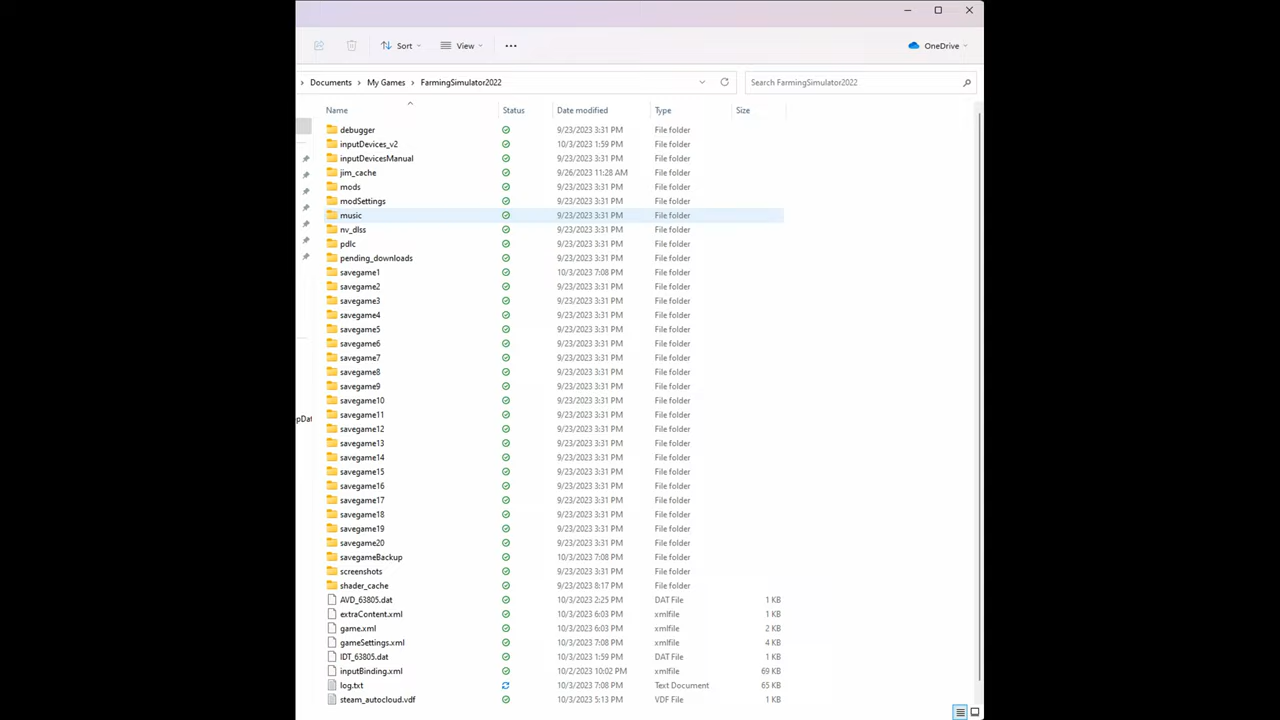 Sort View ••• OneDrive
Documents > My Games > FarmingSimulator2022 Search FarmingSimulator2022
Name Status Date modified Type Size
debugger 9/23/2023 3:31 PM File folder
inputDevices_v2 10/3/2023 1:59 PM File folder
inputDevicesManual 9/23/2023 3:31 PM File folder
jim_cache 9/26/2023 11:28 AM File folder
mods 9/23/2023 3:31 PM File folder
modSettings 9/23/2023 3:31 PM File folder
music 9/23/2023 3:31 PM File folder
nv_dlss 9/23/2023 3:31 PM File folder
pdlc 9/23/2023 3:31 PM File folder
pending_downloads 9/23/2023 3:31 PM File folder
savegame1 10/3/2023 7:08 PM File folder
savegame2 9/23/2023 3:31 PM File folder
savegame3 9/23/2023 3:31 PM File folder
savegame4 9/23/2023 3:31 PM File folder
savegame5 9/23/2023 3:31 PM File folder
savegame6 9/23/2023 3:31 PM File folder
savegame7 9/23/2023 3:31 PM File folder
savegame8 9/23/2023 3:31 PM File folder
savegame9 9/23/2023 3:31 PM File folder
savegame10 9/23/2023 3:31 PM File folder
savegame11 9/23/2023 3:31 PM File folder
pDat
savegame12 9/23/2023 3:31 PM File folder
savegame13 9/23/2023 3:31 PM File folder
savegame14 9/23/2023 3:31 PM File folder
savegame15 9/23/2023 3:31 PM File folder
savegame16 9/23/2023 3:31 PM File folder
savegame17 9/23/2023 3:31 PM File folder
savegame18 9/23/2023 3:31 PM File folder
savegame19 9/23/2023 3:31 PM File folder
savegame20 9/23/2023 3:31 PM File folder
savegameBackup 10/3/2023 7:08 PM File folder
screenshots 9/23/2023 3:31 PM File folder
shader_cache 9/23/2023 8:17 PM File folder
AVD_63805.dat 10/3/2023 2:25 PM DAT File 1 KB
extraContent.xml 10/3/2023 6:03 PM xmlfile 1 KB
game.xml 10/3/2023 6:03 PM xmlfile 2 KB
gameSettings.xml 10/3/2023 7:08 PM xmlfile 4 KB
IDT_63805.dat 10/3/2023 1:59 PM DAT File 1 KB
inputBinding.xml 10/2/2023 10:02 PM xmlfile 69 KB
log.txt 10/3/2023 7:08 PM Text Document 65 KB
steam_autocloud.vdf 10/3/2023 5:13 PM VDF File 1 KB